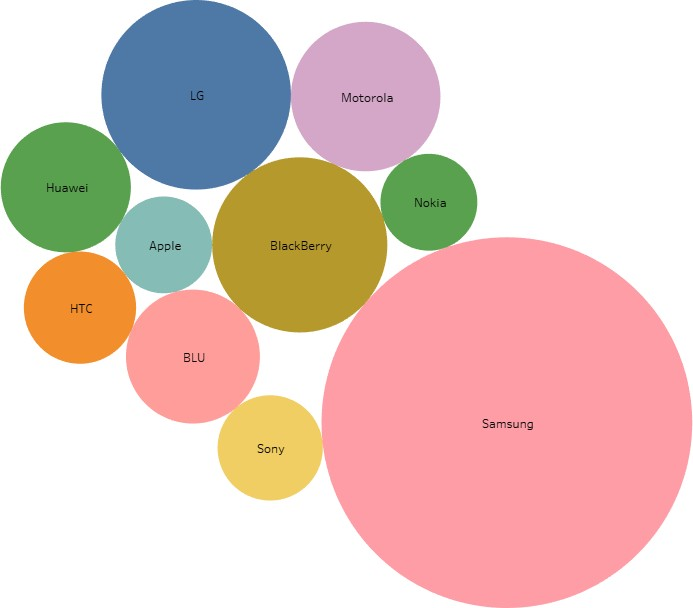 LG
Motorola
Huawei
Nokia
Apple
BlackBerry
HTC
BLU
Samsung
Sony